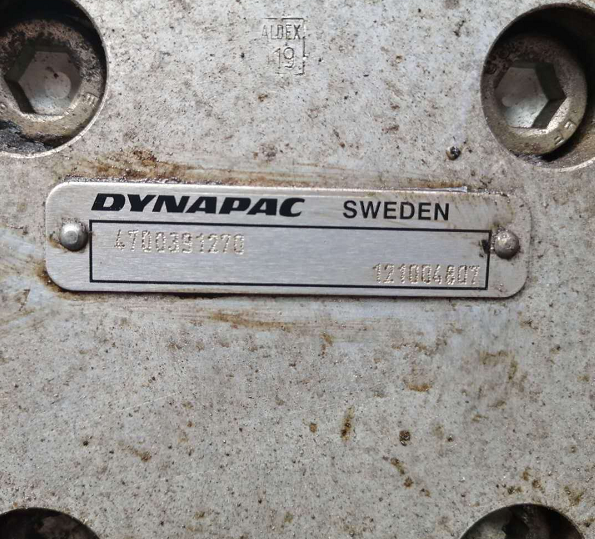 ALDEX
19
DYNAPAC SWEDEN
4700391270
121004807